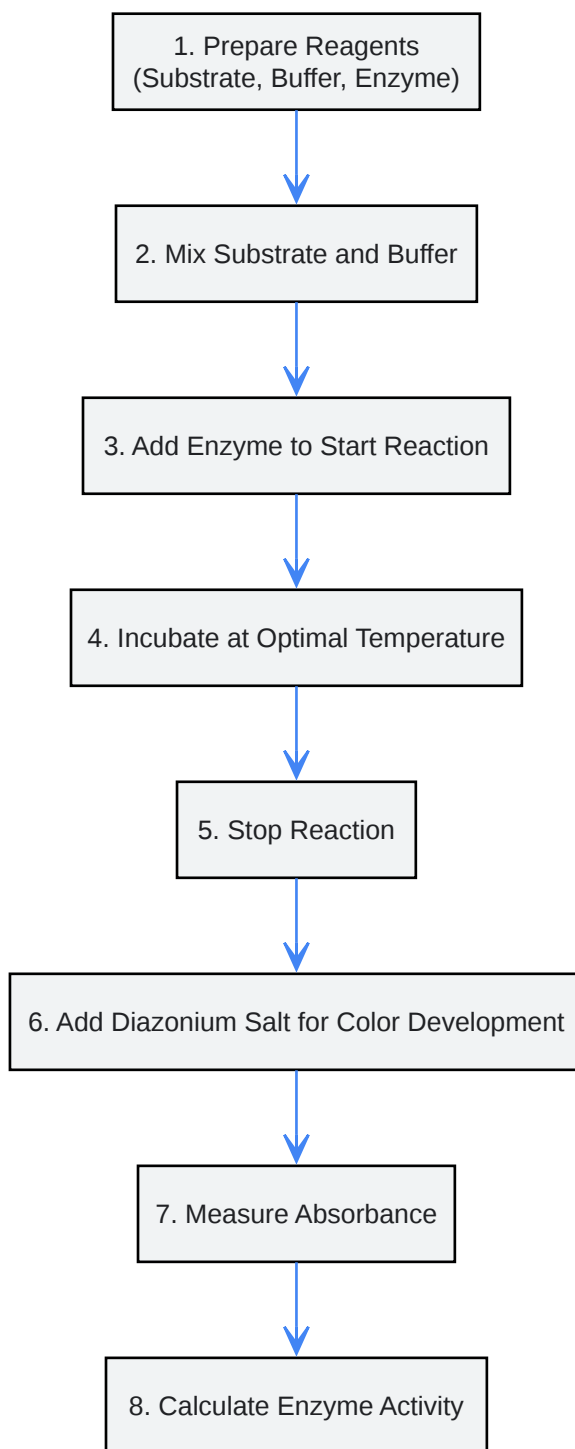 1. Prepare Reagents
(Substrate, Buffer, Enzyme)
2. Mix Substrate and Buffer
3. Add Enzyme to Start Reaction
4. Incubate at Optimal Temperature
5. Stop Reaction
6. Add Diazonium Salt for Color Development
7. Measure Absorbance
8. Calculate Enzyme Activity